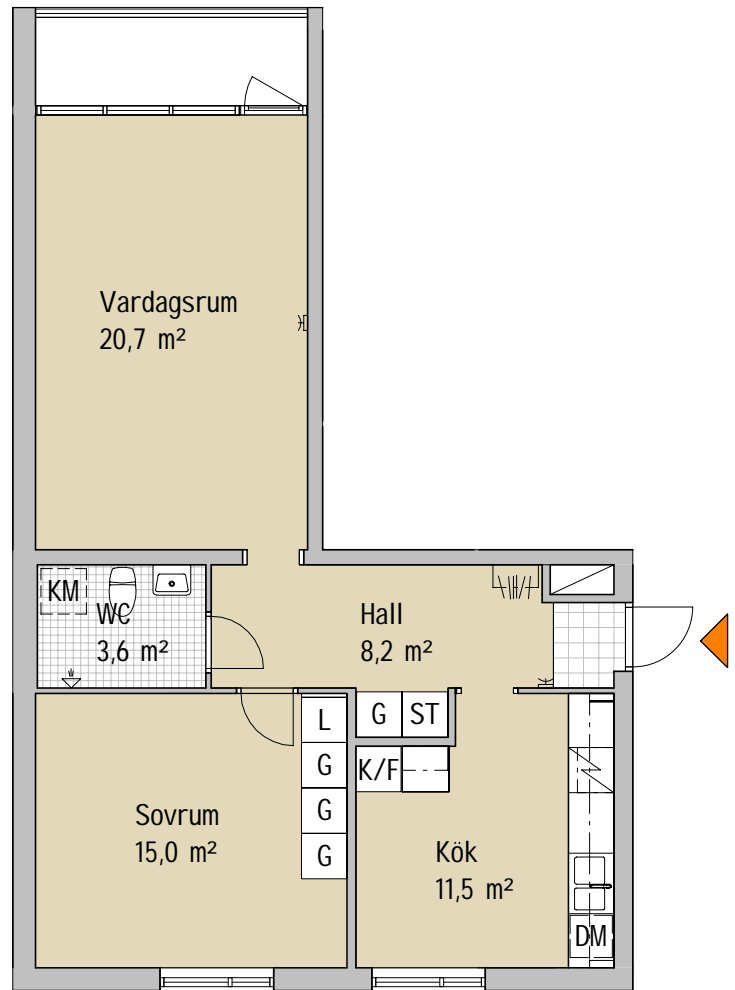 Vardagsrum
20,7 m²
KM
WC
3,6 m²
Hall
8,2 m²
G
ST
L
G
G
G
K/F
Sovrum
15,0 m²
Kök
11,5 m²
DM